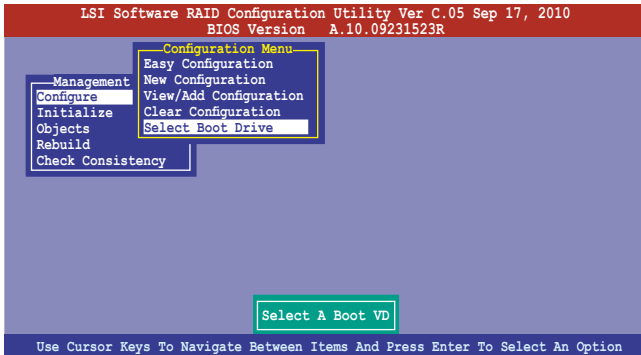 LSI Software RAID Configuration Utility Ver C.05 Sep 17, 2010
BIOS Version A.10.09231523R
Configuration Menu
Easy Configuration
New Configuration
View/Add Configuration
Clear Configuration
Select Boot Drive
Management
Configure
Initialize
Objects
Rebuild
Check Consistency
Select A Boot VD
Use Cursor Keys To Navigate Between Items And Press Enter To Select An Option